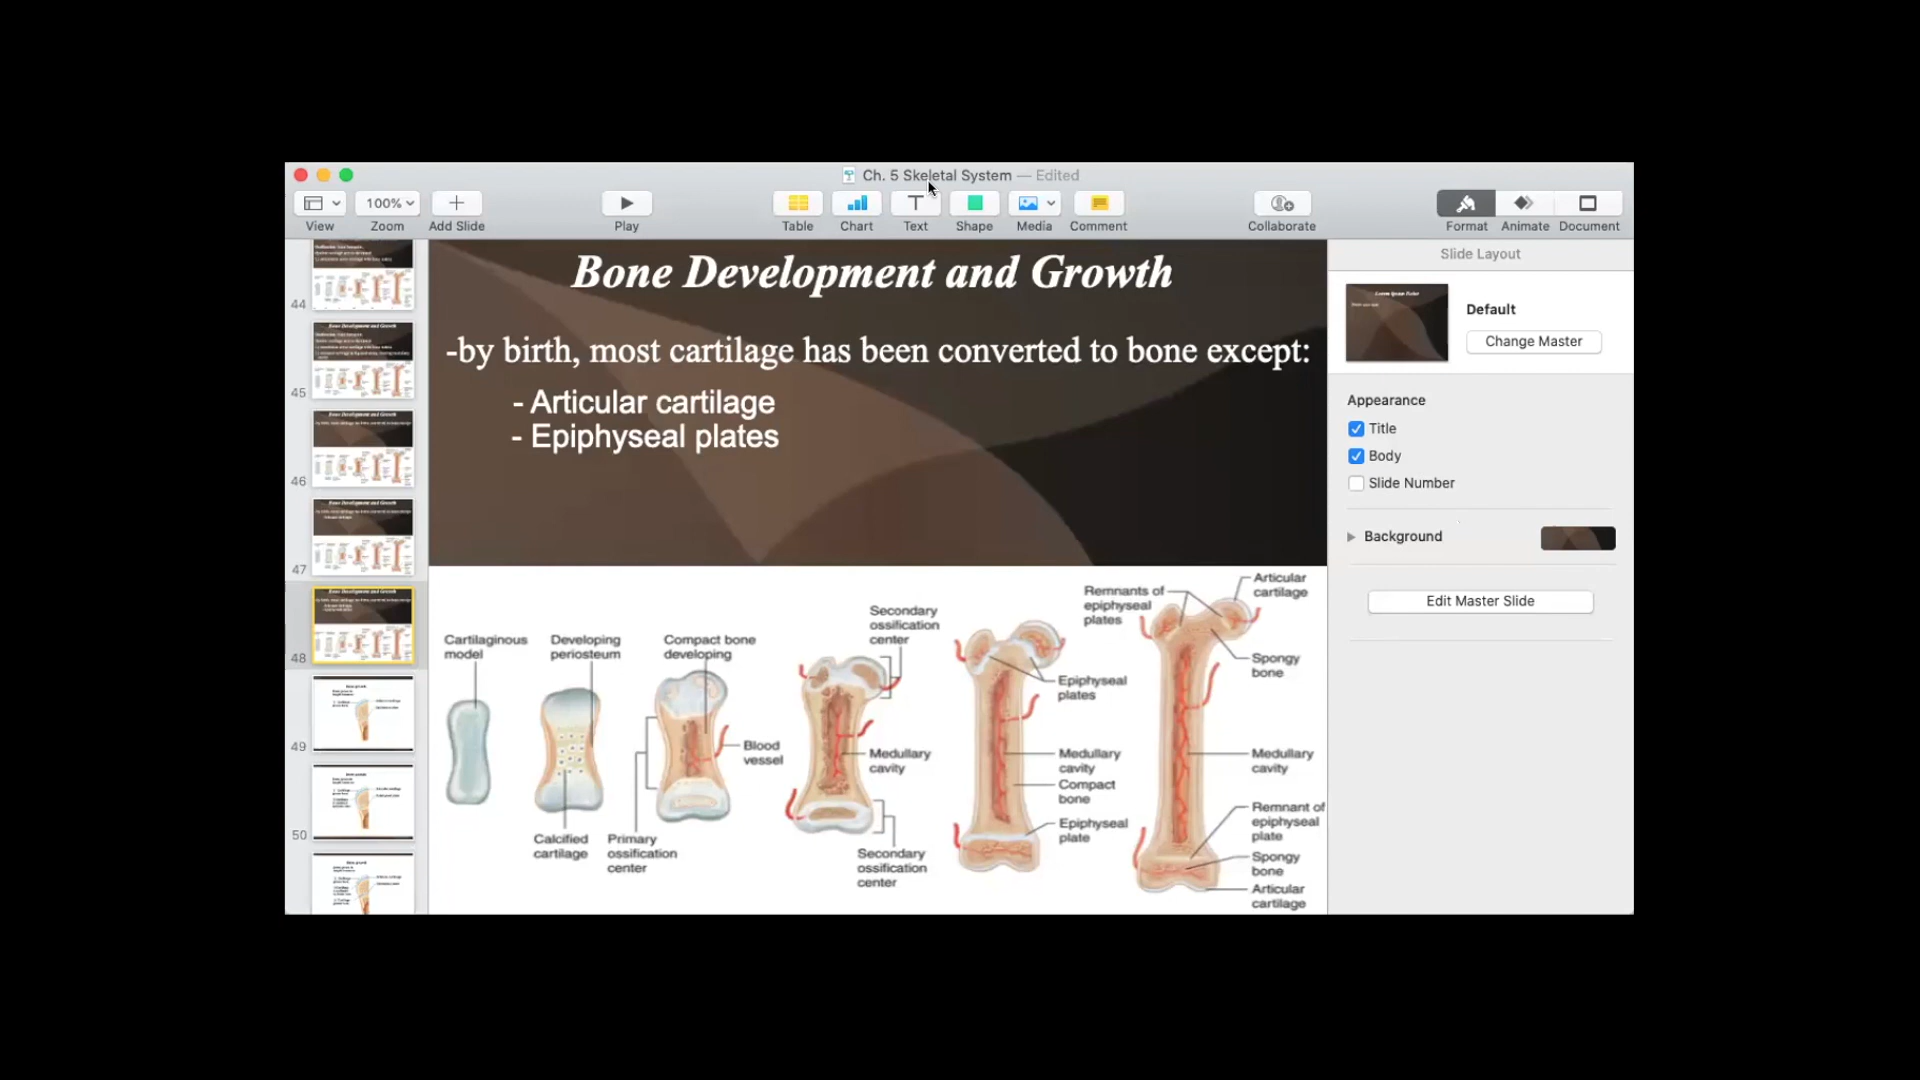 Ch. 5 Skeletal System — Edited
100%
View
Zoom
Add Slide
Play
Table
Chart
Text
Shape
Media
Comment
Collaborate
Format
Animate
Document
44
45
46
47
48
49
50
Bone Development and Growth
-by birth, most cartilage has been converted to bone except:
- Articular cartilage
- Epiphyseal plates
Cartilaginous
model
Developing
periosteum
Compact bone
developing
Secondary
ossification
center
Remnants of
epiphyseal
plates
Articular
cartilage
Spongy
bone
Epiphyseal
plates
Blood
vessel
Medullary
cavity
Medullary
cavity
Compact
bone
Medullary
cavity
Calcified
cartilage
Primary
ossification
center
Secondary
ossification
center
Epiphyseal
plate
Remnant of
epiphyseal
plate
Spongy
bone
Articular
cartilage
Slide Layout
Default
Change Master
Appearance
Title
Body
Slide Number
Background
Edit Master Slide